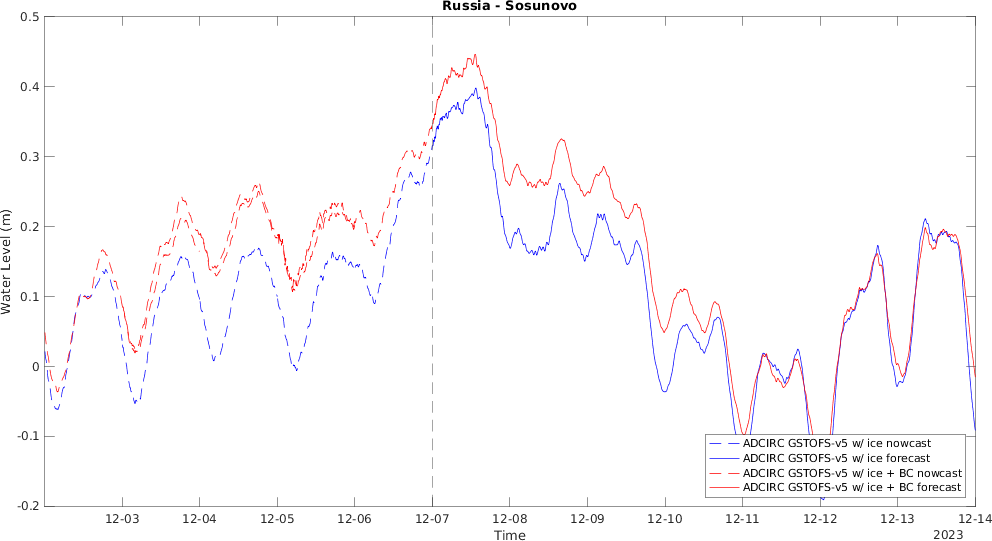 Russia - Sosunovo
Water Level (m)
0.5
0.4
0.3
0.2
0.1
0
-0.1
-0.2
ADCIRC GSTOFS-v5 w/ ice nowcast
ADCIRC GSTOFS-v5 w/ ice forecast
ADCIRC GSTOFS-v5 w/ ice + BC nowcast
ADCIRC GSTOFS-v5 w/ ice + BC forecast
12-03 12-04 12-05 12-06 12-07 12-08 12-09 12-10 12-11 12-12 12-13 12-14
Time
2023